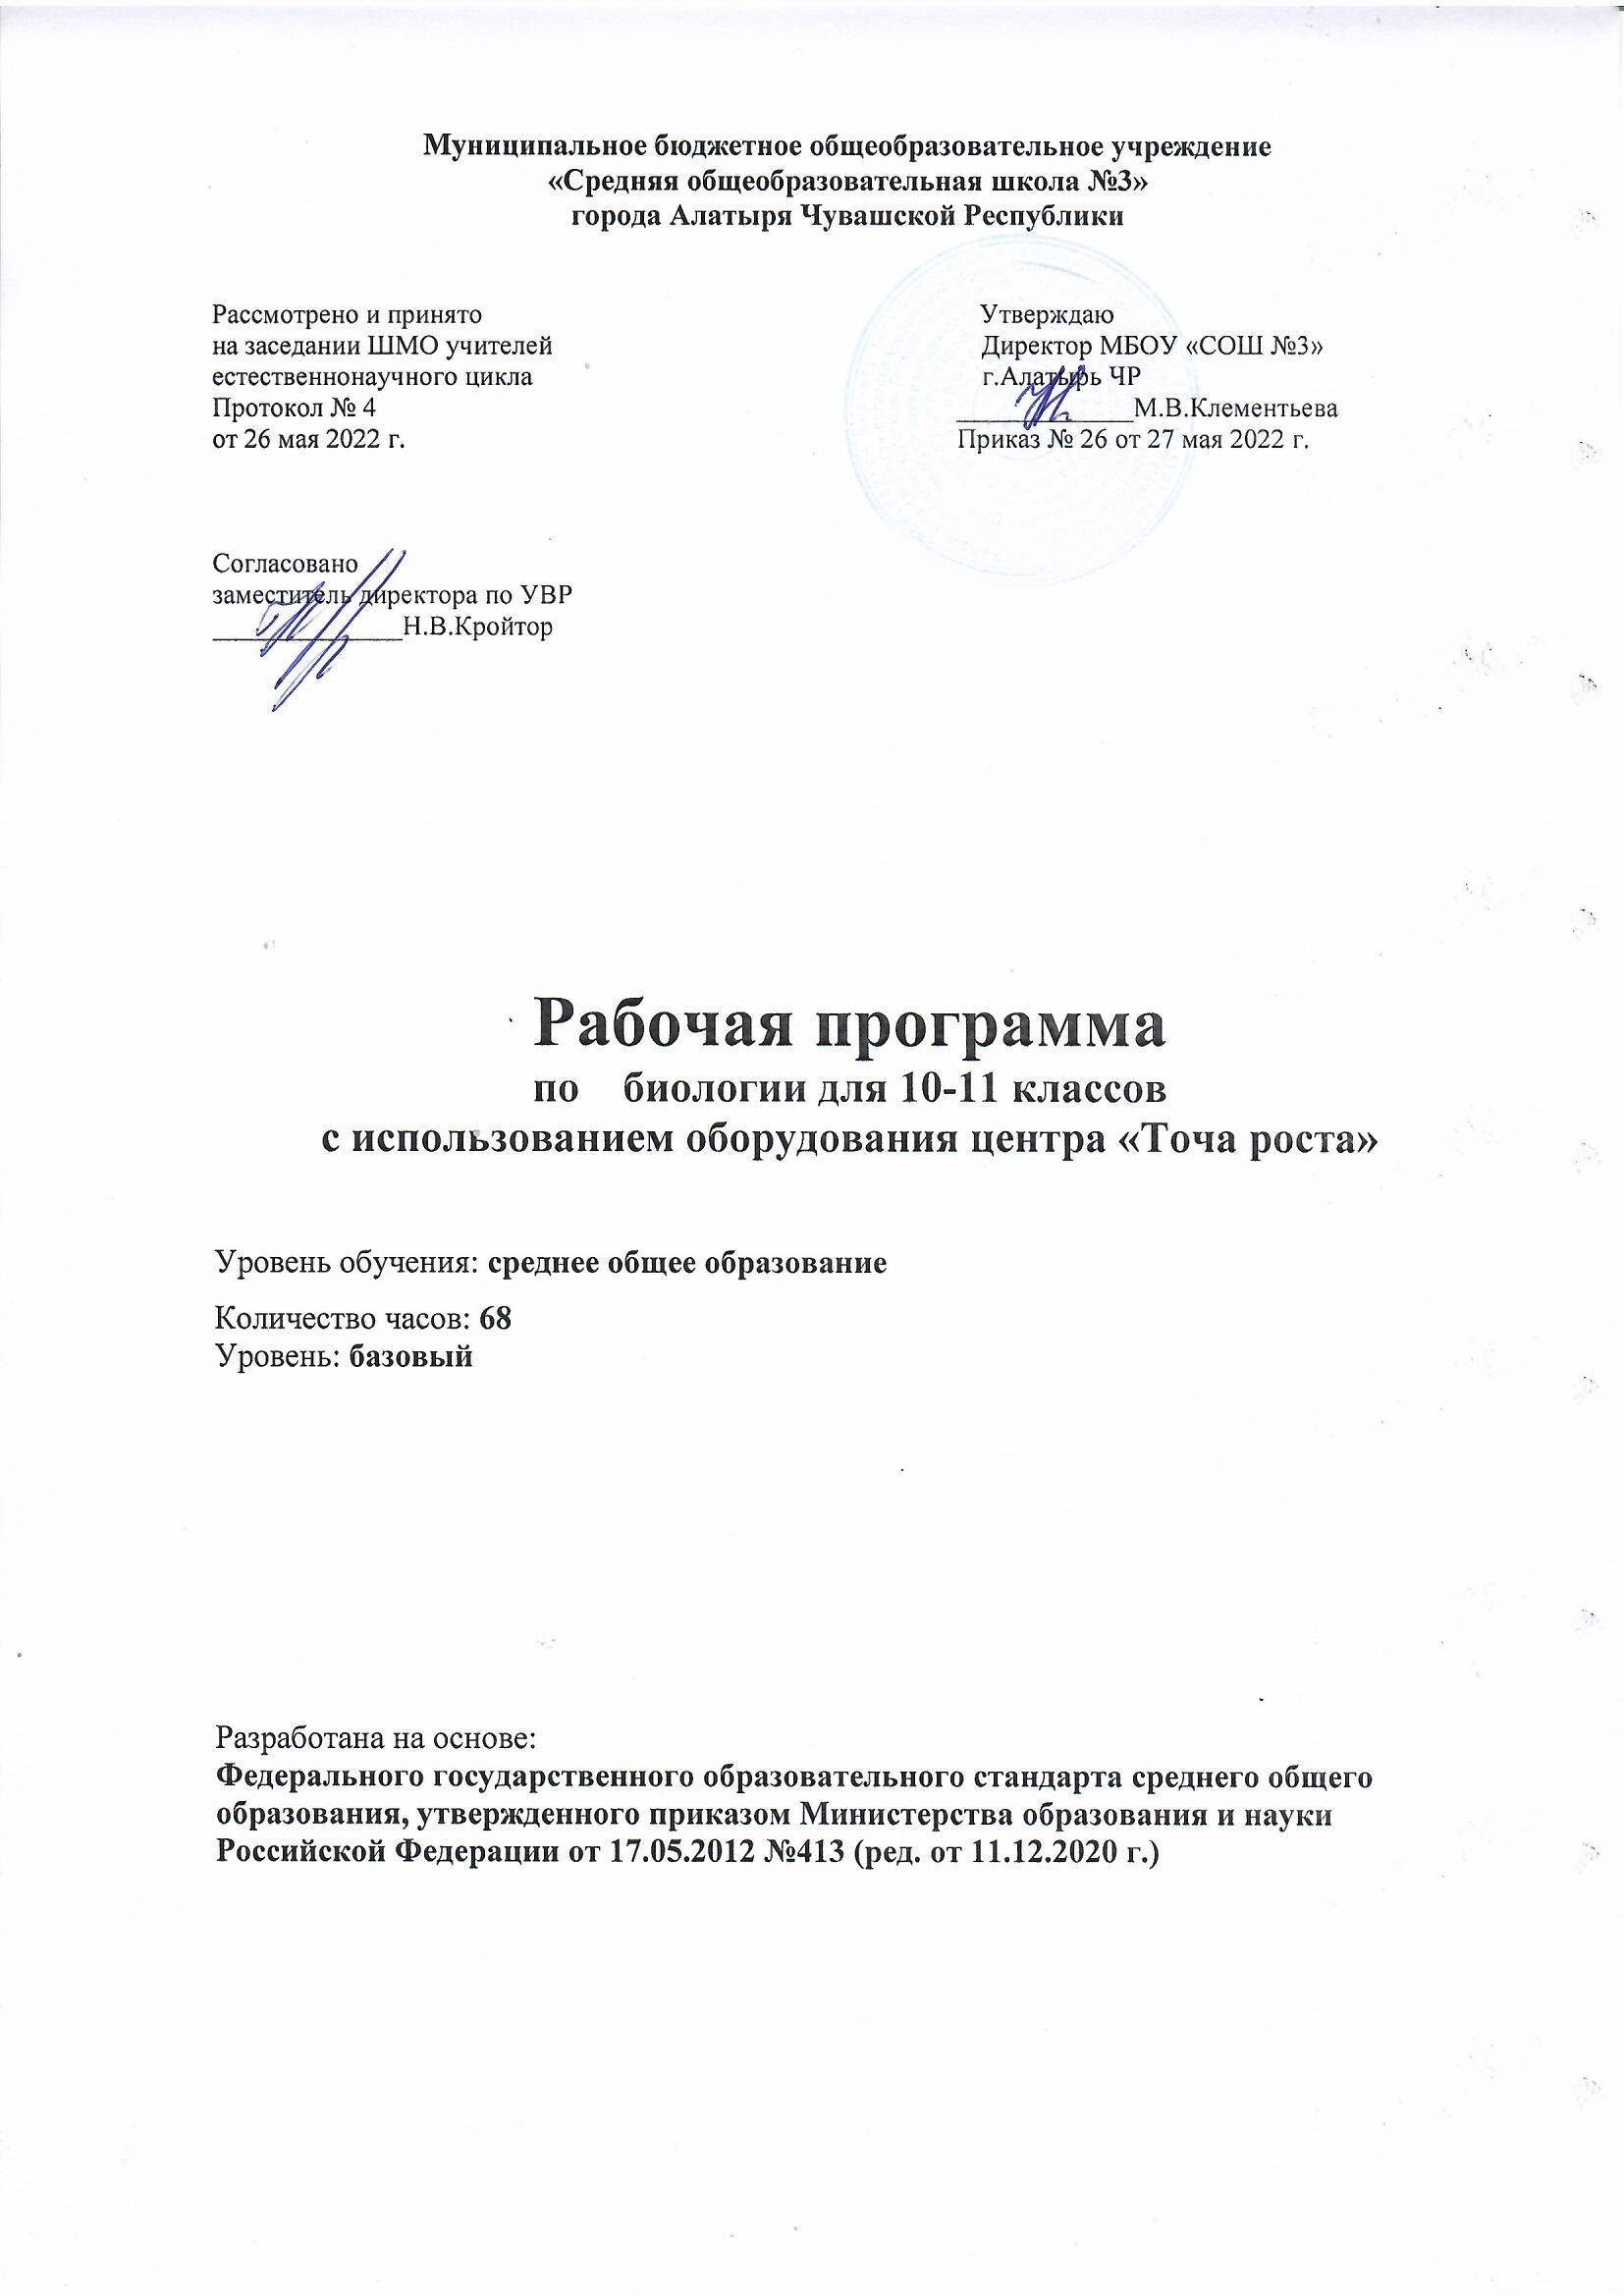 Муниципальное бюджетное общеобразовательное учреждение
«Средняя общеобразовательная школа №3»
города Алатыря Чувашской Республики
Рассмотрено и принято
на заседании ШМО учителей
естественнонаучного цикла
Протокол № 4
от 26 мая 2022 г.
Утверждаю
Директор МБОУ «СОШ №3»
г.Алатырь ЧР
_____________М.В.Клементьева
Приказ № 26 от 27 мая 2022 г.
Согласовано
заместитель директора по УВР
______________Н.В.Кройтор
Рабочая программа
по биологии для 10-11 классов
с использованием оборудования центра «Точа роста»
Уровень обучения: среднее общее образование
Количество часов: 68
Уровень: базовый
Разработана на основе:
Федерального государственного образовательного стандарта среднего общего
образования, утвержденного приказом Министерства образования и науки
Российской Федерации от 17.05.2012 №413 (ред. от 11.12.2020 г.)